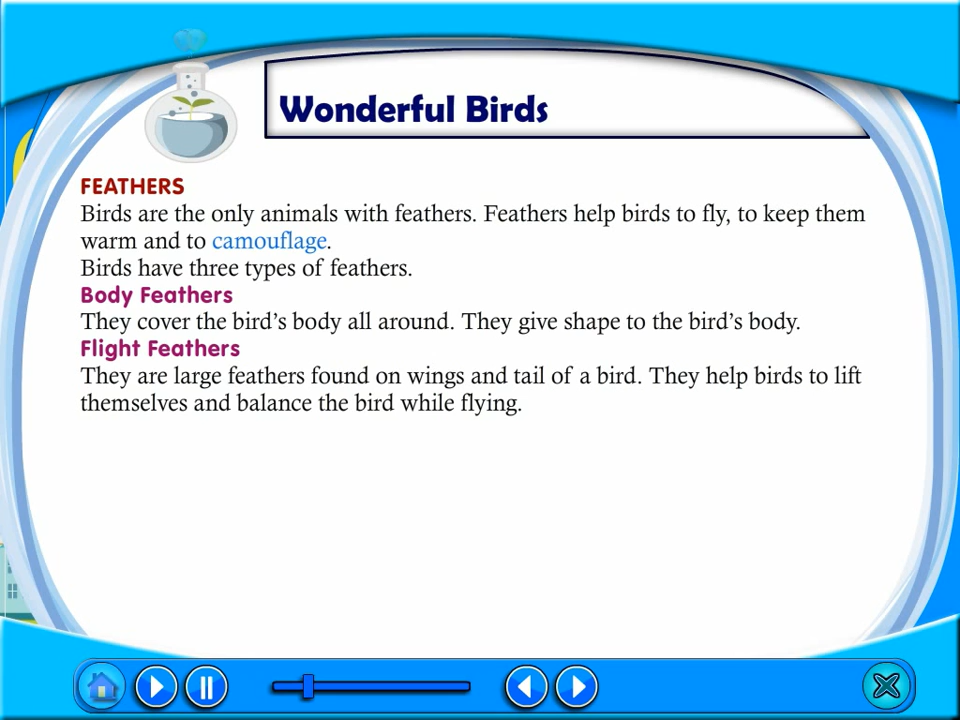 Wonderful Birds
FEATHERS
Birds are the only animals with feathers. Feathers help birds to fly, to keep them
warm and to camouflage.
Birds have three types of feathers.
Body Feathers
They cover the bird's body all around. They give shape to the bird's body.
Flight Feathers
They are large feathers found on wings and tail of a bird. They help birds to lift
themselves and balance the bird while flying.